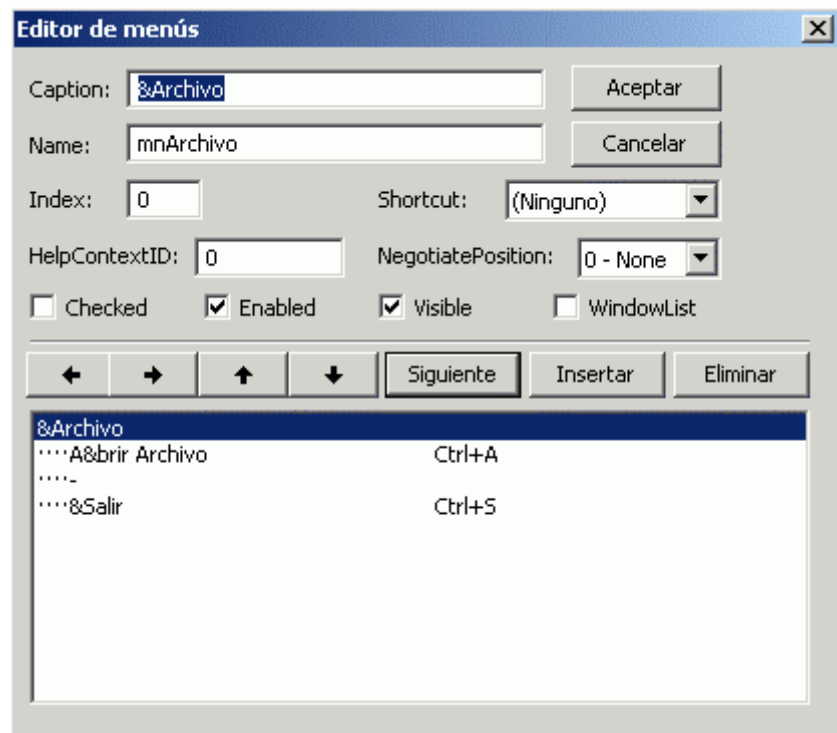 Editor de menús
Caption: &Archivo Aceptar
Name: mnArchivo Cancelar
Index: 0 Shortcut: (Ninguno)
HelpContextID: 0 NegotiatePosition: 0 - None
Checked Enabled Visible WindowList
Siguiente Insertar Eliminar
&Archivo
····A&brir Archivo Ctrl+A
····-
····&Salir Ctrl+S